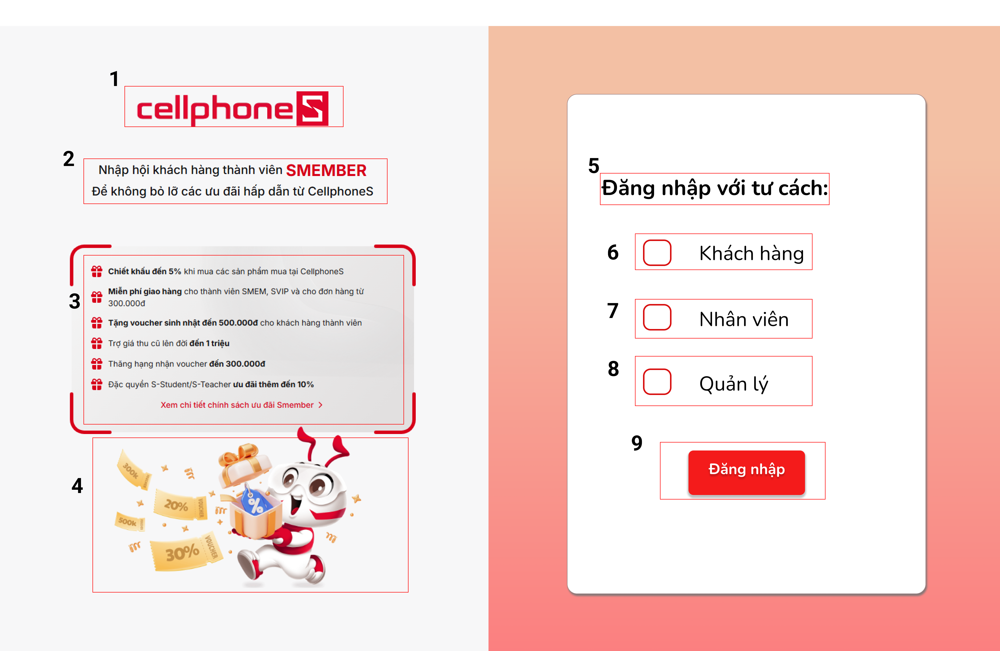 1
cellphoneS
2
Nhập hội khách hàng thành viên SMEMBER
Để không bỏ lỡ các ưu đãi hấp dẫn từ CellphoneS
3
Chiết khấu đến 5% khi mua các sản phẩm mua tại CellphoneS
Miễn phí giao hàng cho thành viên SMEM, SVIP và cho đơn hàng từ
300.000đ
Tặng voucher sinh nhật đến 500.000đ cho khách hàng thành viên
Trợ giá thu cũ lên đời đến 1 triệu
Thăng hạng nhận voucher đến 300.000đ
Đặc quyền S-Student/S-Teacher ưu đãi thêm đến 10%
Xem chi tiết chính sách ưu đãi Smember >
4
300k VOUCHER
20% VOUCHER
500k
30% VOUCHER
%
5
Đăng nhập với tư cách:
6
Khách hàng
7
Nhân viên
8
Quản lý
9
Đăng nhập